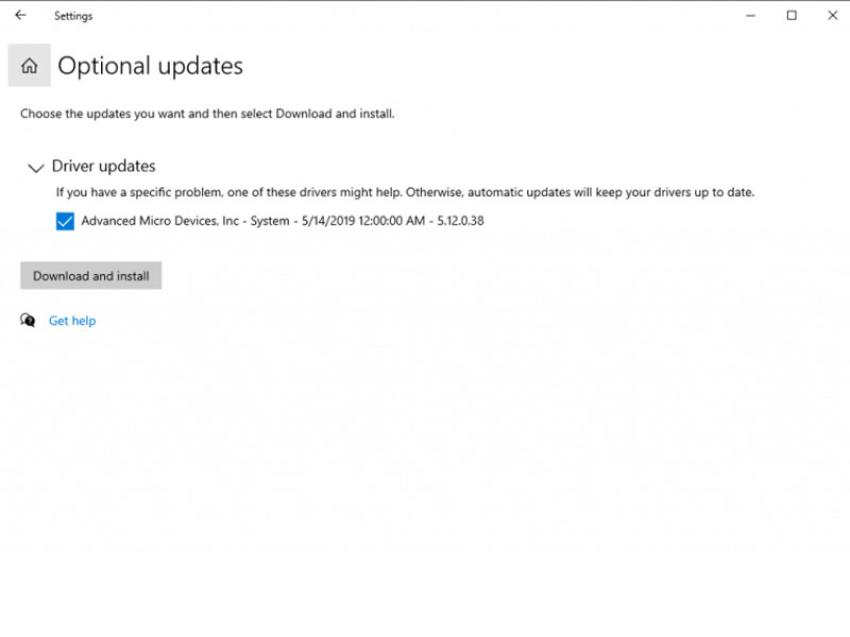 Settings
Optional updates
Choose the updates you want and then select Download and install.
Driver updates
If you have a specific problem, one of these drivers might help. Otherwise, automatic updates will keep your drivers up to date.
Advanced Micro Devices, Inc - System - 5/14/2019 12:00:00 AM - 5.12.0.38
Download and install
Get help